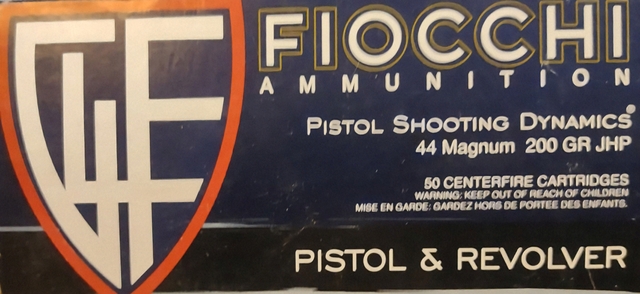 GFL
FIOCCHI
AMMUNITION
PISTOL SHOOTING DYNAMICS®
44 Magnum 200 GR JHP
50 CENTERFIRE CARTRIDGES
WARNING: KEEP OUT OF REACH OF CHILDREN
MISE EN GARDE: GARDEZ HORS DE PORTEE DES ENFANTS.
PISTOL & REVOLVER